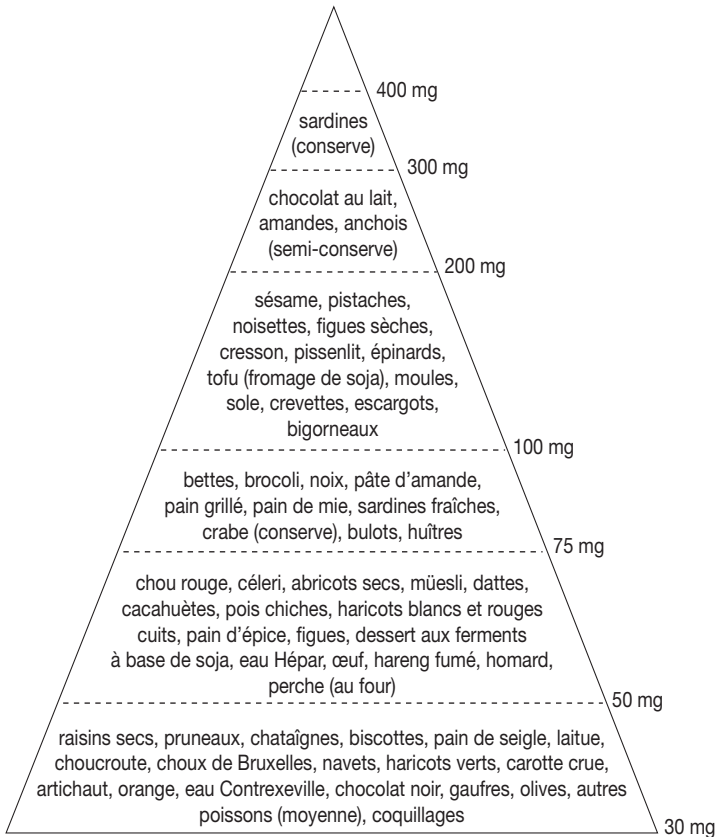 400 mg
sardines
(conserve)
300 mg
chocolat au lait,
amandes, anchois
(semi-conserve)
200 mg
sésame, pistaches,
noisettes, figues sèches,
cresson, pissenlit, épinards,
tofu (fromage de soja), moules,
sole, crevettes, escargots,
bigorneaux
100 mg
bettes, brocoli, noix, pâte d’amande,
pain grillé, pain de mie, sardines fraîches,
crabe (conserve), bulots, huîtres
75 mg
chou rouge, céleri, abricots secs, müesli, dattes,
cacahuètes, pois chiches, haricots blancs et rouges
cuits, pain d’épice, figues, dessert aux ferments
à base de soja, eau Hépar, œuf, hareng fumé, homard,
perche (au four)
50 mg
raisins secs, pruneaux, chataîgnes, biscottes, pain de seigle, laitue,
choucroute, choux de Bruxelles, navets, haricots verts, carotte crue,
artichaut, orange, eau Contrexeville, chocolat noir, gaufres, olives, autres
poissons (moyenne), coquillages
30 mg